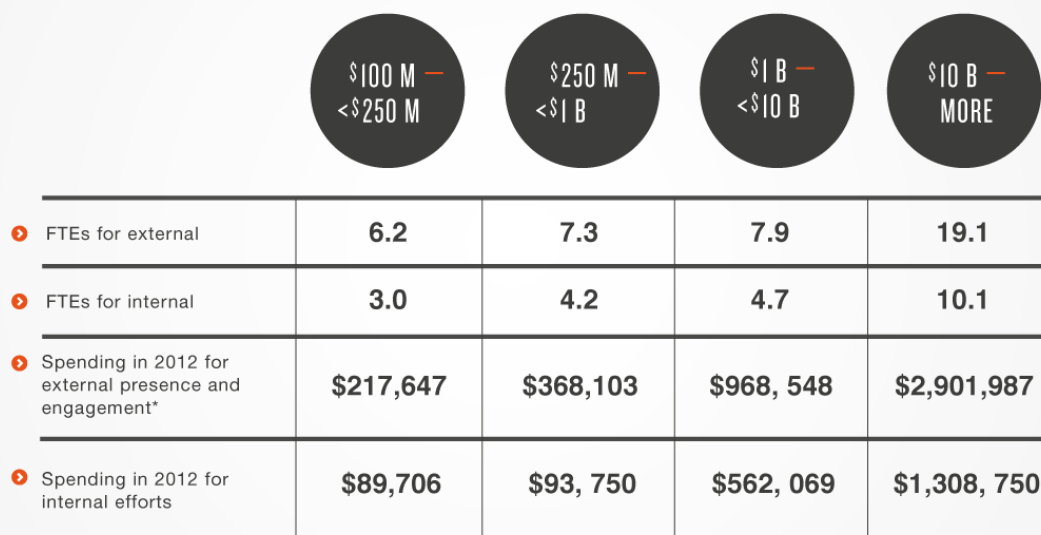 $100 M —
<$250 M
$250 M —
<$1 B
$1 B —
<$10 B
$10 B —
MORE
FTEs for external
6.2
7.3
7.9
19.1
FTEs for internal
3.0
4.2
4.7
10.1
Spending in 2012 for
external presence and
engagement*
$217,647
$368,103
$968, 548
$2,901,987
Spending in 2012 for
internal efforts
$89,706
$93, 750
$562, 069
$1,308, 750